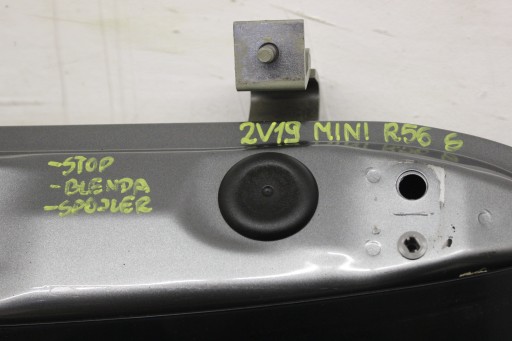 2V19 MINI R56 6
-STOP
-BLENDA
-SPOJLER